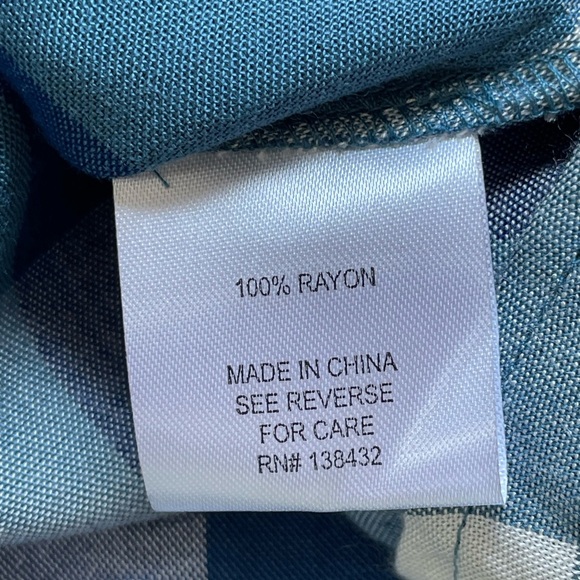 100% RAYON
MADE IN CHINA
SEE REVERSE
FOR CARE
RN# 138432